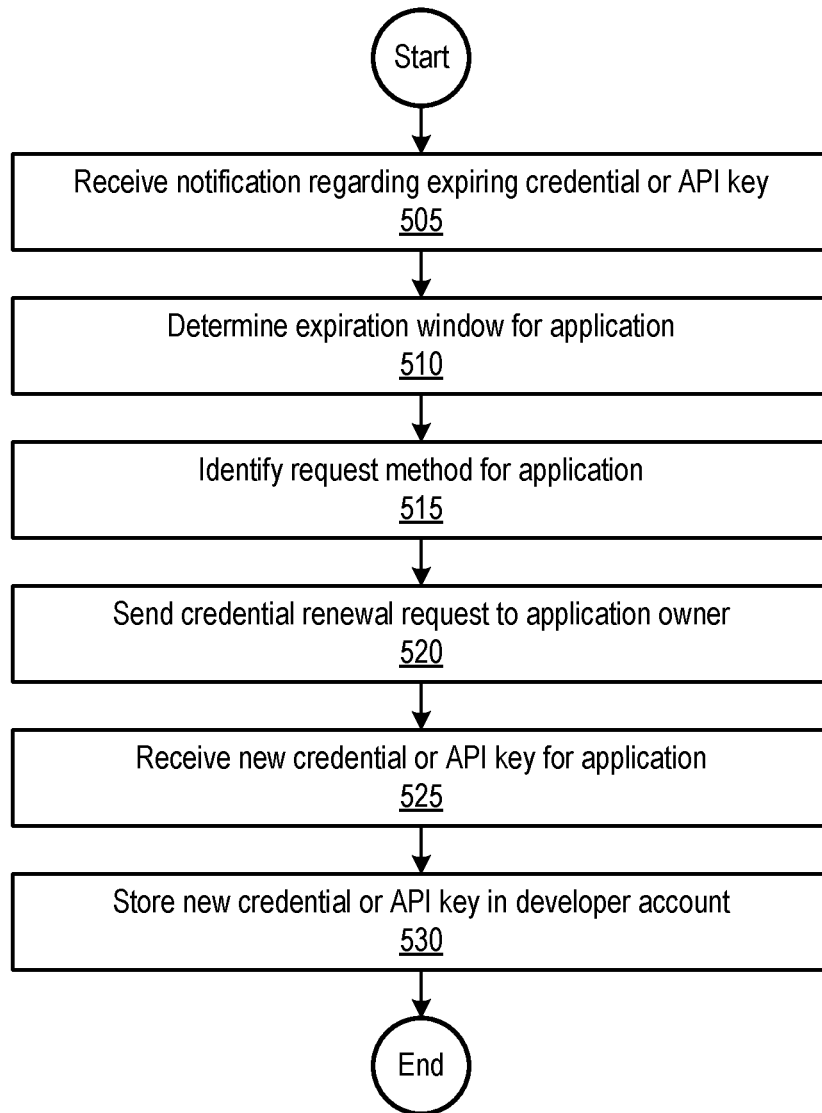 Start
Receive notification regarding expiring credential or API key
505
Determine expiration window for application
510
Identify request method for application
515
Send credential renewal request to application owner
520
Receive new credential or API key for application
525
Store new credential or API key in developer account
530
End